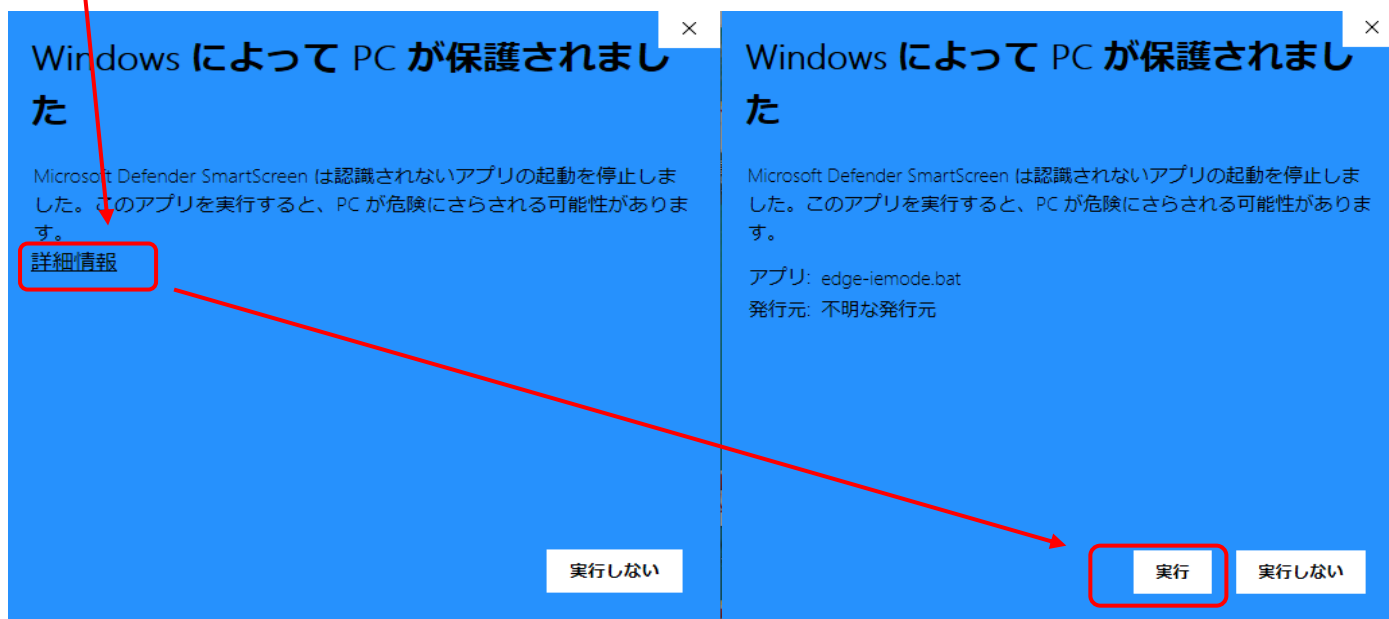 Windows によって PC が保護されまし
た
Microsoft Defender SmartScreen は認識されないアプリの起動を停止しま
した。このアプリを実行すると、PC が危険にさらされる可能性がありま
す。
詳細情報
実行しない
Windows によって PC が保護されまし
た
Microsoft Defender SmartScreen は認識されないアプリの起動を停止しま
した。このアプリを実行すると、PC が危険にさらされる可能性がありま
す。
アプリ: edge-iemode.bat
発行元: 不明な発行元
実行 実行しない